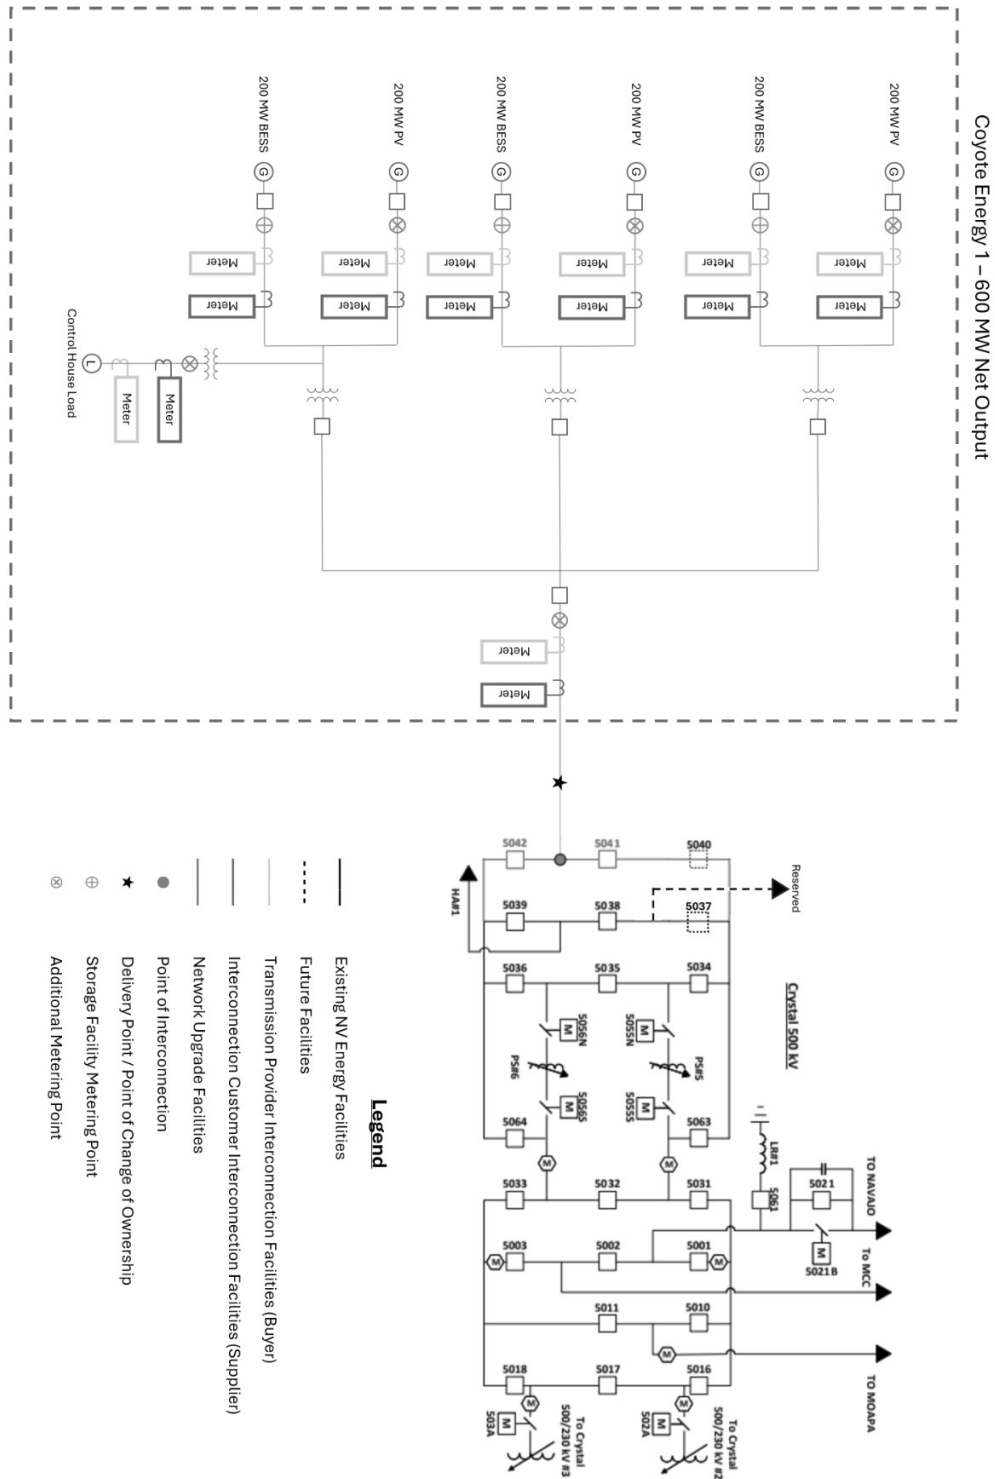 Coyote Energy 1 – 600 MW Net Output
200 MW BESS
200 MW PV
200 MW BESS
200 MW PV
200 MW BESS
200 MW PV
G
G
G
G
G
G
Meter
Meter
Meter
Meter
Meter
Meter
Meter
Meter
Meter
Meter
Meter
Meter
Control House Load
L
Meter
Meter
Meter
Meter
Crystal 500 kV
Reserved
HA#1
5042
5041
5040
5039
5038
5037
5036
5035
5034
5056N
M
5055N
M
PS#6
PS#5
5056S
M
5055S
M
5064
5063
M
M
LR#1
5061
5021
M
5021B
TO NAVAJO
To MCC
TO MOAPA
5033
5032
5031
M
5003
5002
5001
M
5011
5010
M
5018
5017
5016
M
M
M
503A
M
502A
To Crystal
500/230 kV #3
To Crystal
500/230 kV #2
Legend
Existing NV Energy Facilities
Future Facilities
Transmission Provider Interconnection Facilities (Buyer)
Interconnection Customer Interconnection Facilities (Supplier)
Network Upgrade Facilities
Point of Interconnection
Delivery Point / Point of Change of Ownership
Storage Facility Metering Point
Additional Metering Point